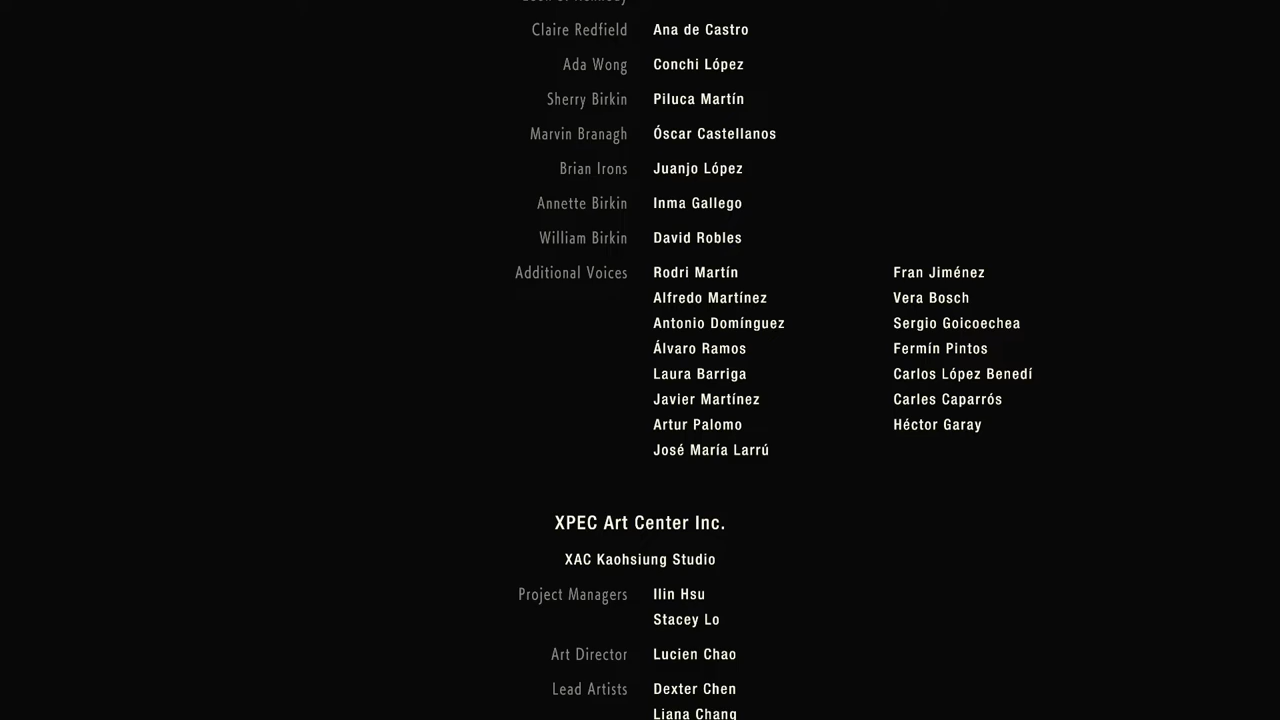 Claire Redfield Ana de Castro
Ada Wong Conchi López
Sherry Birkin Piluca Martín
Marvin Branagh Óscar Castellanos
Brian Irons Juanjo López
Annette Birkin Inma Gallego
William Birkin David Robles
Additional Voices Rodri Martín Fran Jiménez
Alfredo Martínez Vera Bosch
Antonio Domínguez Sergio Goicoechea
Álvaro Ramos Fermín Pintos
Laura Barriga Carlos López Benedí
Javier Martínez Carles Caparrós
Artur Palomo Héctor Garay
José María Larrú
XPEC Art Center Inc.
XAC Kaohsiung Studio
Project Managers Ilin Hsu
Stacey Lo
Art Director Lucien Chao
Lead Artists Dexter Chen
Liana Chang